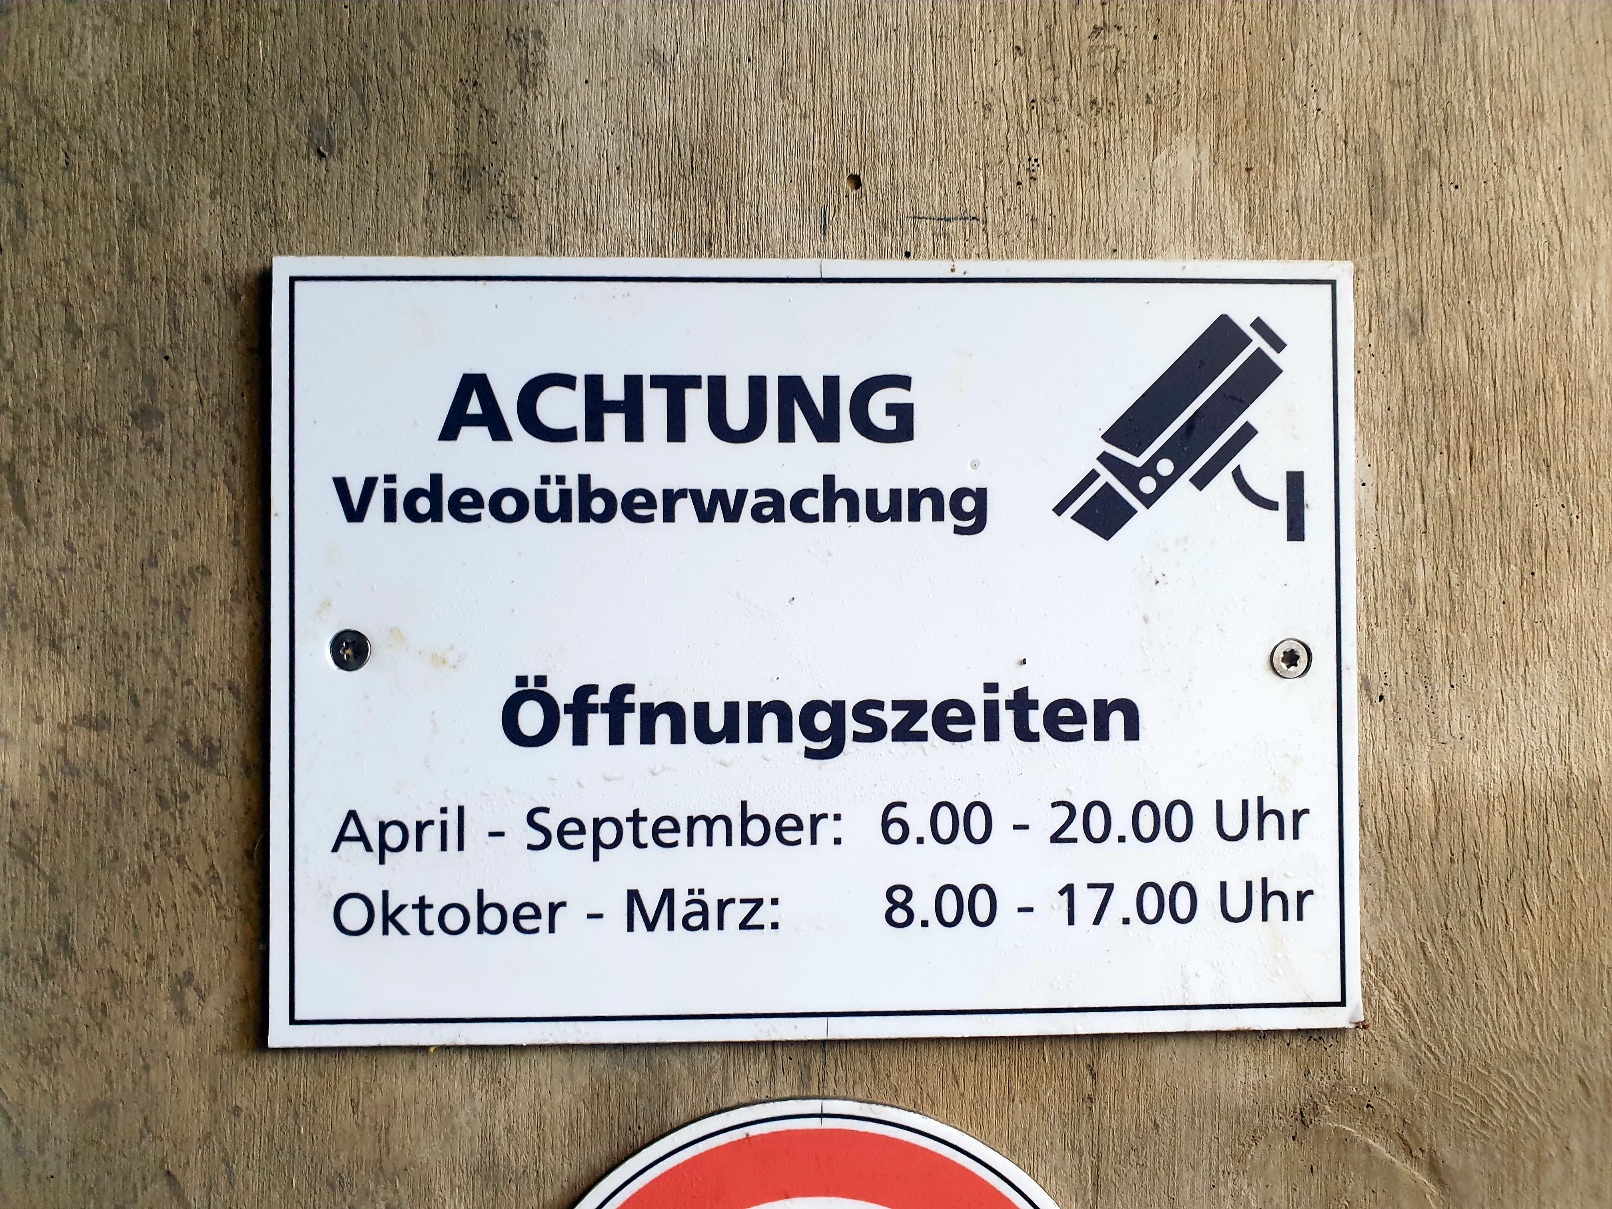 ACHTUNG
Videoüberwachung
Öffnungszeiten
April - September: 6.00 - 20.00 Uhr
Oktober - März: 8.00 - 17.00 Uhr